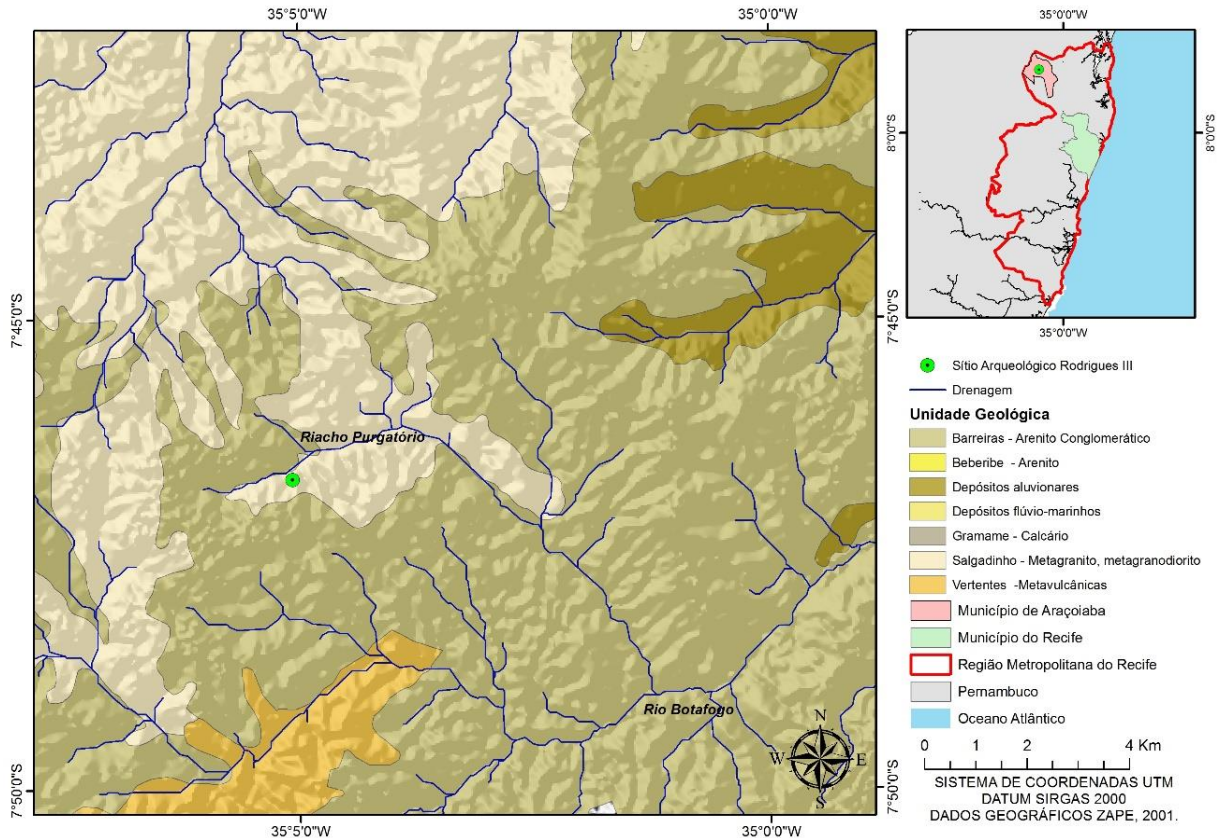 35°5'0"W
35°0'0"W
7°45'0"S
7°50'0"S
Riacho Purgatório
Rio Botafogo
N
W
E
S
7°45'0"S
7°50'0"S
35°5'0"W
35°0'0"W
35°0'0"W
8°0'0"S
8°0'0"S
35°0'0"W
Sítio Arqueológico Rodrigues III
Drenagem
Unidade Geológica
Barreiras - Arenito Conglomerático
Beberibe - Arenito
Depósitos aluvionares
Depósitos flúvio-marinhos
Gramame - Calcário
Salgadinho - Metagranito, metagranodiorito
Vertentes -Metavulcânicas
Município de Araçoiaba
Município do Recife
Região Metropolitana do Recife
Pernambuco
Oceano Atlântico
0 1 2 4 Km
SISTEMA DE COORDENADAS UTM
DATUM SIRGAS 2000
DADOS GEOGRÁFICOS ZAPE, 2001.